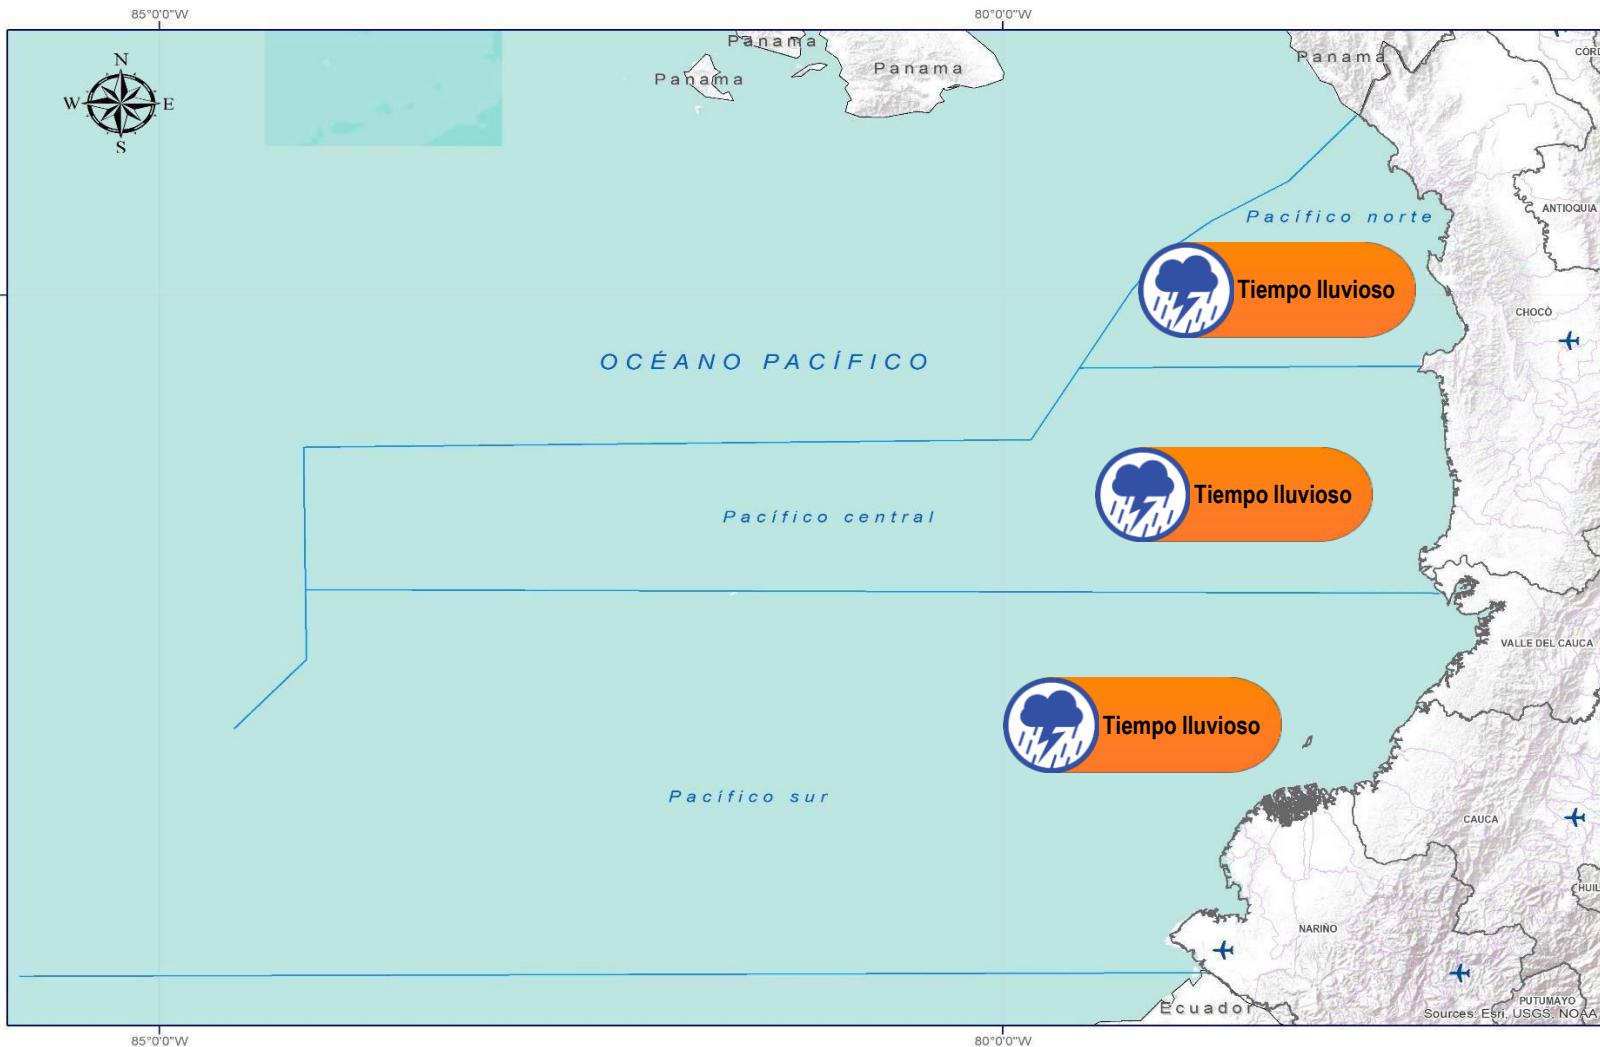 85°0'0"W
80°0'0"W
N
W
E
S
Panama
Panama
Panama
Panama
CÓRD
ANTIOQUIA
Pacífico norte
Tiempo lluvioso
CHOCÓ
OCÉANO PACÍFICO
Tiempo lluvioso
Pacífico central
VALLE DEL CAUCA
Tiempo lluvioso
Pacífico sur
CAUCA
HUIL
NARIÑO
PUTUMAYO
Ecuador
Sources: Esri, USGS, NOAA
85°0'0"W
80°0'0"W